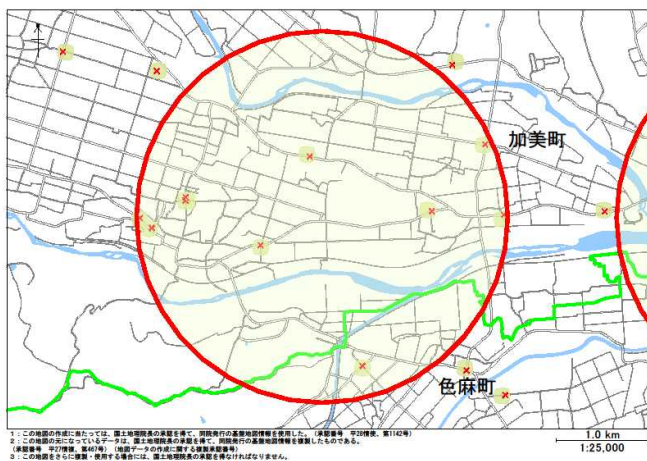 加美町
色麻町
1.0 km
1:25,000
1：この地図の作成に当たっては、国土地理院長の承認を得て、同院発行の基盤地図情報を使用した。（承認番号　平28情使、第1142号）
2：この地図の元になっているデータは、国土地理院長の承認を得て、同院発行の基盤地図情報を複製したものである。
（承認番号　平27情複、第467号）（地図データの作成に関する複製承認番号）
3：この地図をさらに複製・使用する場合には、国土地理院長の承認を得なければなりません。